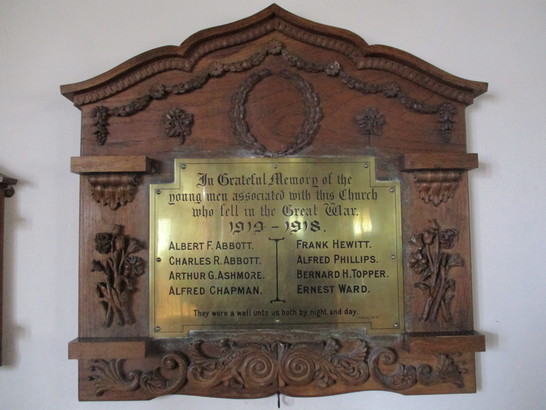 In Grateful Memory of the
young men associated with this Church
who fell in the Great War.
1919 - 1918.
ALBERT F. ABBOTT.
CHARLES R. ABBOTT.
ARTHUR G. ASHMORE.
ALFRED CHAPMAN.
FRANK HEWITT.
ALFRED PHILLIPS.
BERNARD H. TOPPER.
ERNEST WARD.
They were a wall unto us both by night and day.